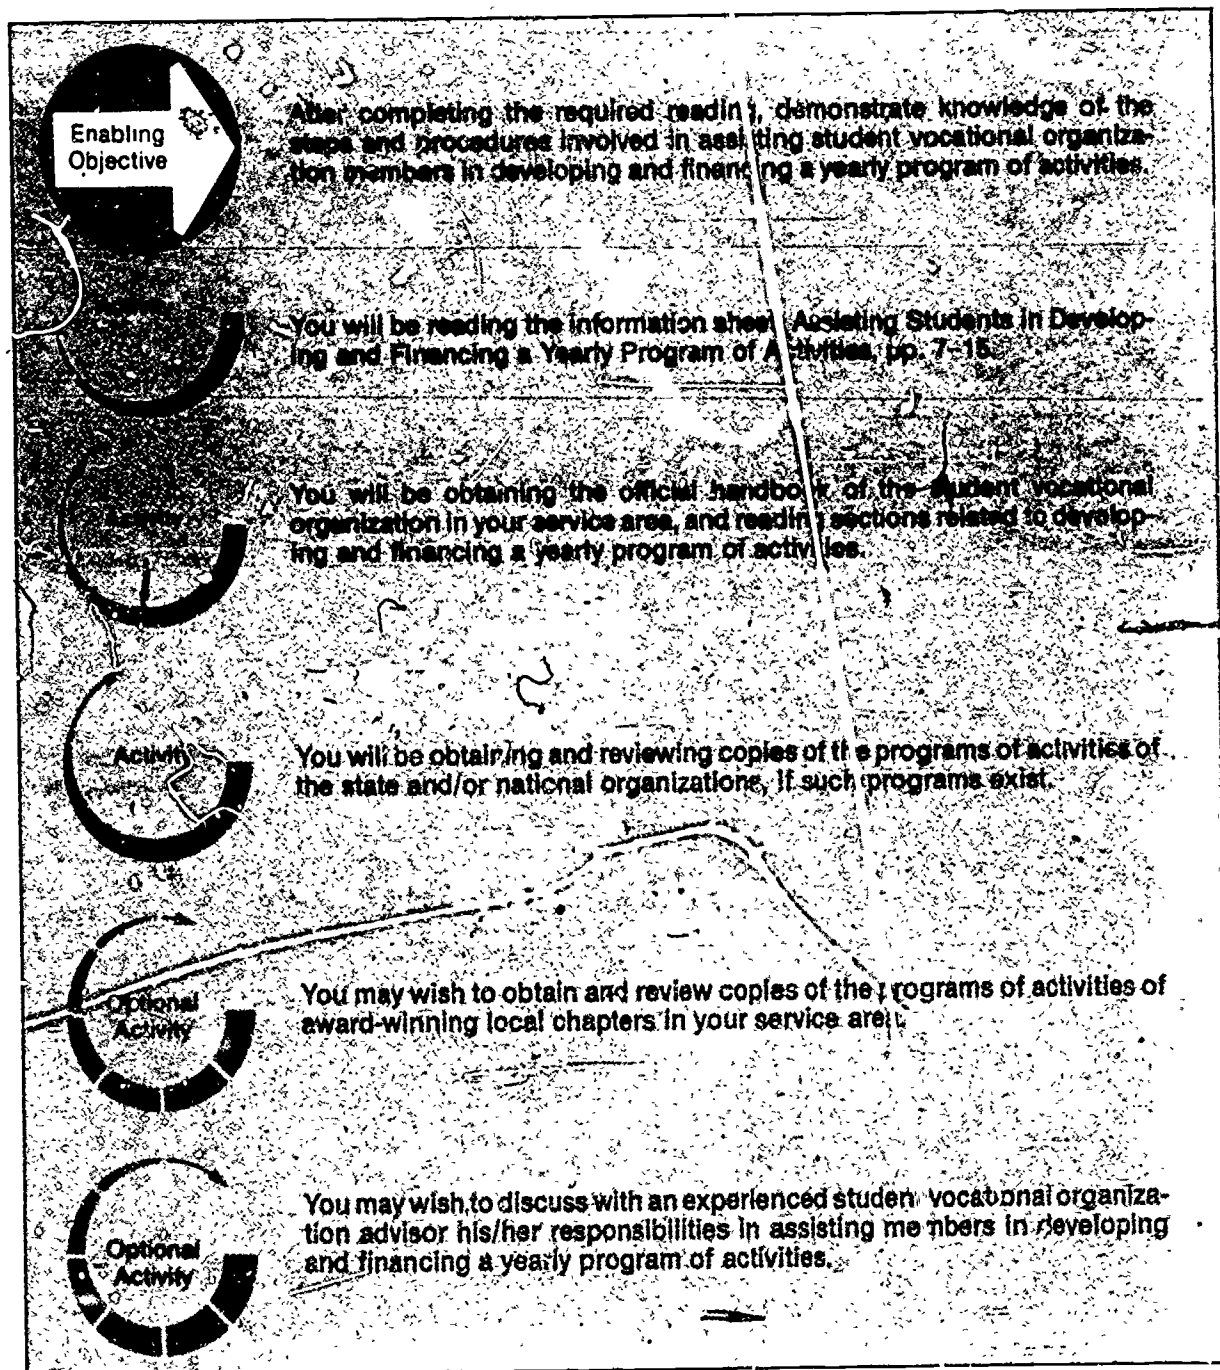 Enabling
Objective
After completing the required reading, demonstrate knowledge of the
steps and procedures involved in assisting student vocational organiza-
tion members in developing and financing a yearly program of activities.
You will be reading the information sheet, Assisting Students in Develop-
ing and Financing a Yearly Program of Activities, pp. 7–15.
Activity
You will be obtaining the official handbook of the student vocational
organization in your service area, and reading sections related to develop-
ing and financing a yearly program of activities.
Activity
You will be obtaining and reviewing copies of the programs of activities of
the state and/or national organizations, if such programs exist.
Optional
Activity
You may wish to obtain and review copies of the programs of activities of
award-winning local chapters in your service area.
Optional
Activity
You may wish to discuss with an experienced student vocational organiza-
tion advisor his/her responsibilities in assisting members in developing
and financing a yearly program of activities.